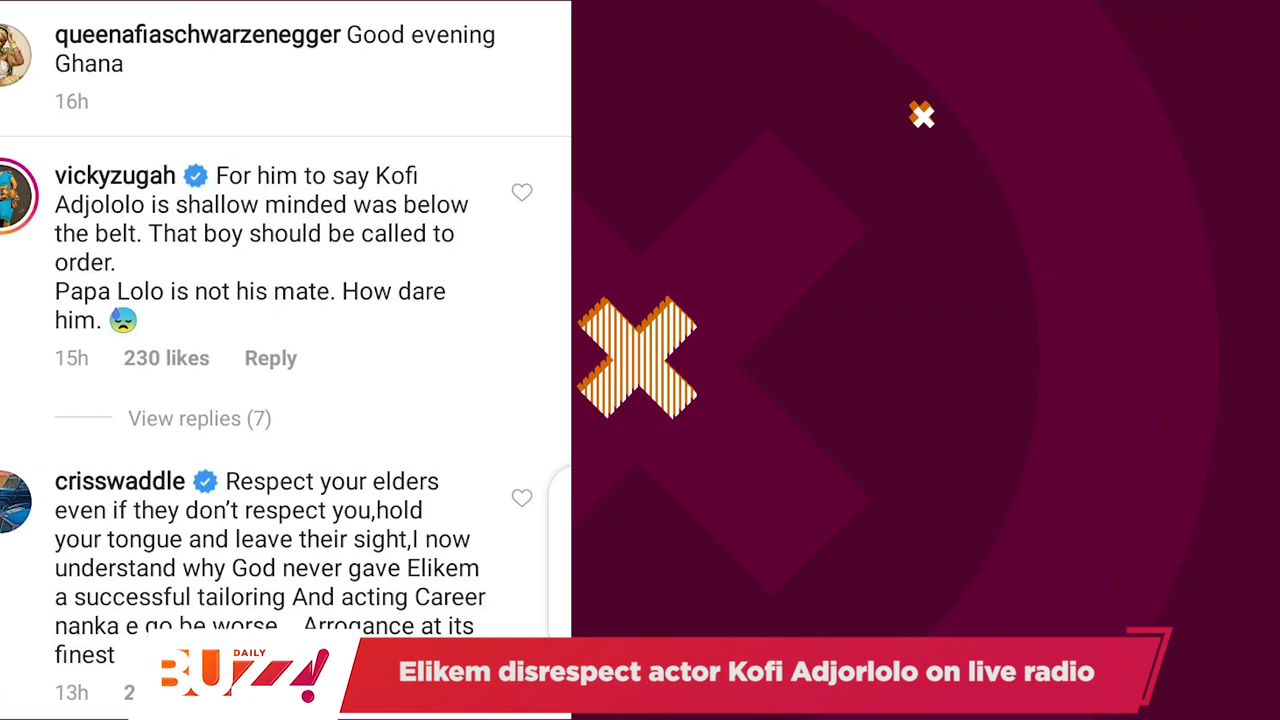 queenafiaschwarzenegger Good evening
Ghana
16h
vickyzugah For him to say Kofi
Adjololo is shallow minded was below
the belt. That boy should be called to
order.
Papa Lolo is not his mate. How dare
him.
15h 230 likes Reply
View replies (7)
crisswaddle Respect your elders
even if they don't respect you,hold
your tongue and leave their sight,I now
understand why God never gave Elikem
a successful tailoring And acting Career
nanka e go be worse... Arrogance at its
finest
13h 2
DAILY
BUZZ!
Elikem disrespect actor Kofi Adjorlolo on live radio